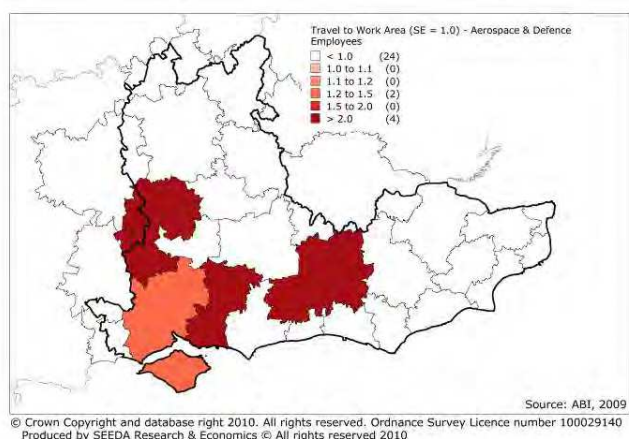 Travel to Work Area (SE = 1.0) - Aerospace & Defence
Employees
< 1.0 (24)
1.0 to 1.1 (0)
1.1 to 1.2 (0)
1.2 to 1.5 (2)
1.5 to 2.0 (0)
> 2.0 (4)
Source: ABI, 2009
© Crown Copyright and database right 2010. All rights reserved. Ordnance Survey Licence number 100029140
Produced by SEEDA Research & Economics © All rights reserved 2010